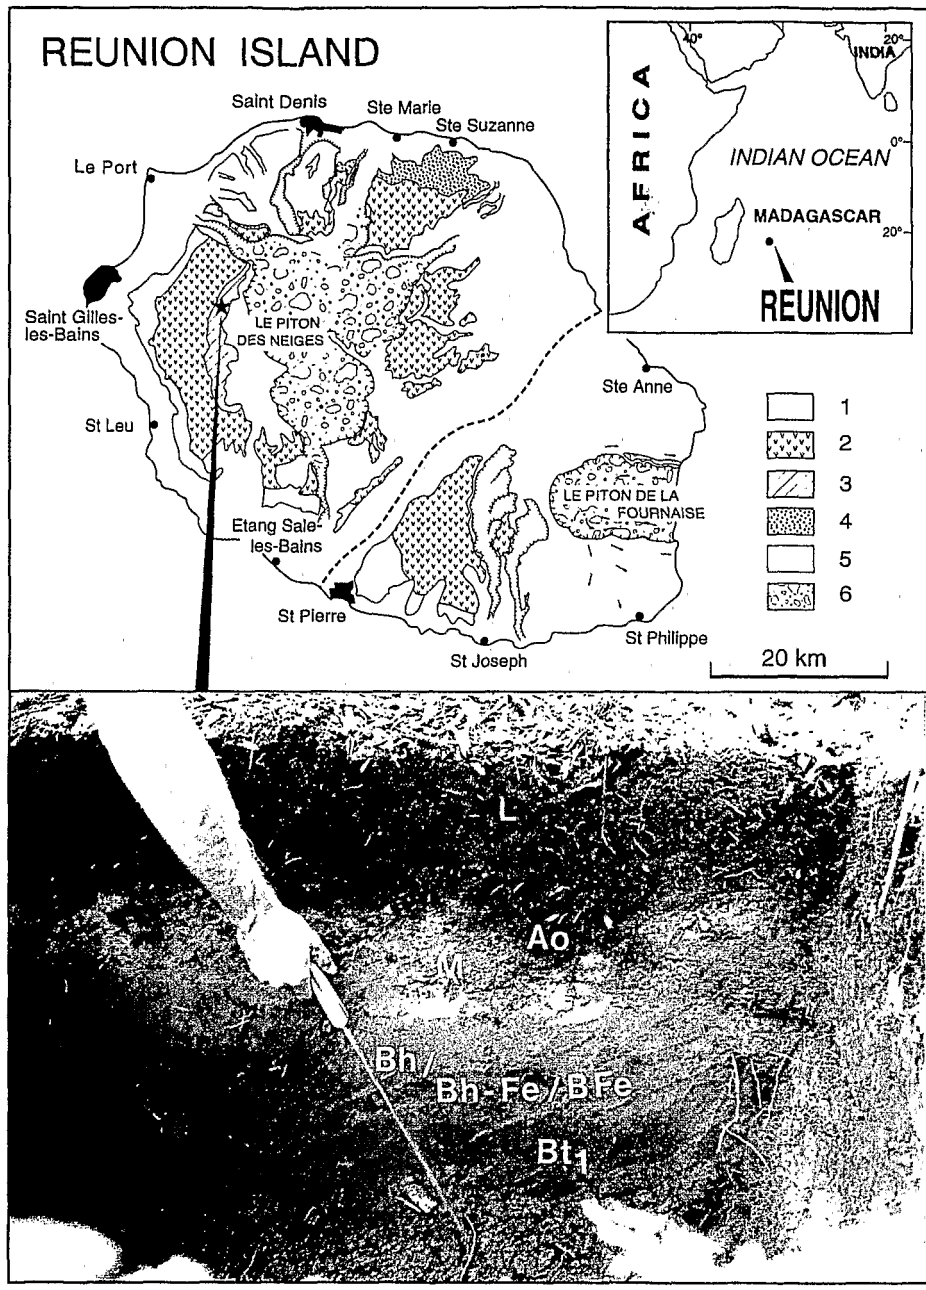 REUNION ISLAND
Saint Denis
Ste Marie
Ste Suzanne
Le Port
Saint Gilles-
les-Bains
LE PITON
DES NEIGES
St Leu
Etang Sale-
les-Bains
St Pierre
St Joseph
St Philippe
Ste Anne
LE PITON DE LA
FOURNAISE
AFRICA
40°
20°
INDIA
0°
INDIAN OCEAN
MADAGASCAR
20°
REUNION
1
2
3
4
5
6
20 km
L
Ao
M
Bh/
Bh-Fe/BFe
Bt1